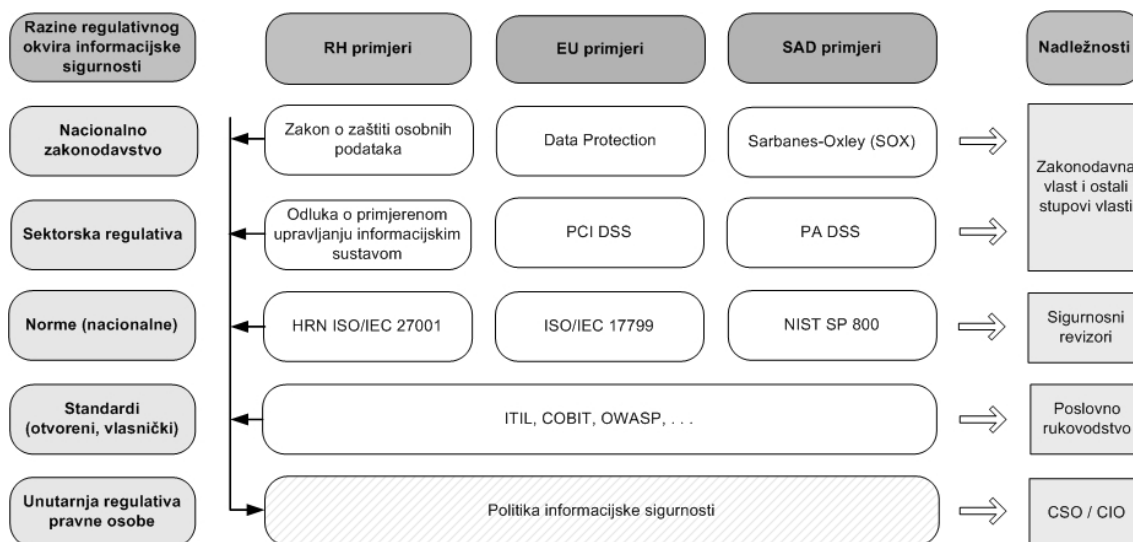 Razine regulativnog
okvira informacijske
sigurnosti
RH primjeri
EU primjeri
SAD primjeri
Nadležnosti
Nacionalno
zakonodavstvo
Zakon o zaštiti osobnih
podataka
Data Protection
Sarbanes-Oxley (SOX)
Zakonodavna
vlast i ostali
stupovi vlasti
Sektorska regulativa
Odluka o primjerenom
upravljanju informacijskim
sustavom
PCI DSS
PA DSS
Norme (nacionalne)
HRN ISO/IEC 27001
ISO/IEC 17799
NIST SP 800
Sigurnosni
revizori
Standardi
(otvoreni, vlasnički)
ITIL, COBIT, OWASP, . . .
Poslovno
rukovodstvo
Unutarnja regulativa
pravne osobe
Politika informacijske sigurnosti
CSO / CIO